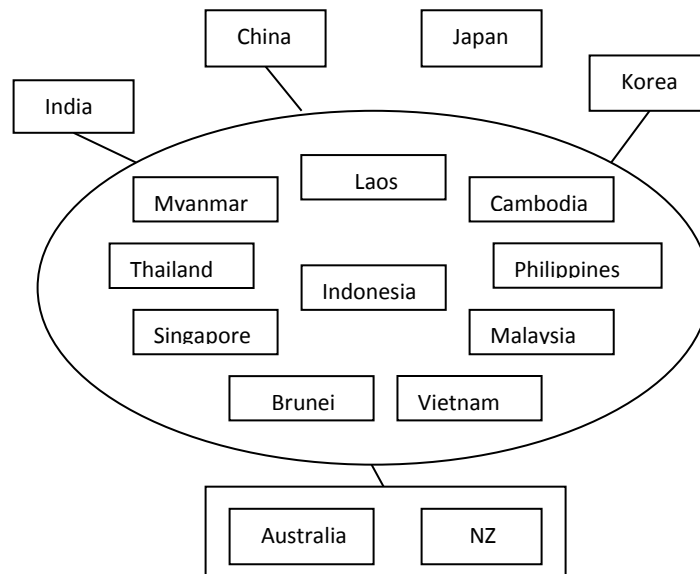 China
Japan
Korea
India
Laos
Myanmar
Cambodia
Thailand
Philippines
Indonesia
Singapore
Malaysia
Brunei
Vietnam
Australia
NZ